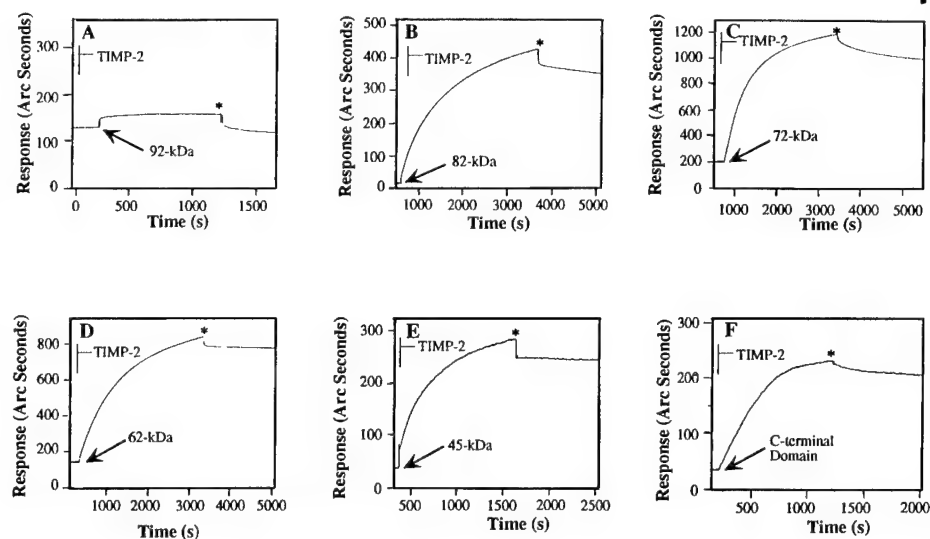 A
Response (Arc Seconds)
300
200
100
0
TIMP-2
*
92-kDa
0
500
1000
1500
Time (s)
B
Response (Arc Seconds)
500
400
300
200
100
0
TIMP-2
*
82-kDa
1000
2000
3000
4000
5000
Time (s)
C
Response (Arc Seconds)
1200
1000
800
600
400
200
0
TIMP-2
*
72-kDa
1000
2000
3000
4000
5000
Time (s)
D
Response (Arc Seconds)
800
600
400
200
0
TIMP-2
*
62-kDa
1000
2000
3000
4000
5000
Time (s)
E
Response (Arc Seconds)
300
200
100
0
TIMP-2
*
45-kDa
500
1000
1500
2000
2500
Time (s)
F
Response (Arc Seconds)
300
200
100
0
TIMP-2
*
C-terminal
Domain
500
1000
1500
2000
Time (s)